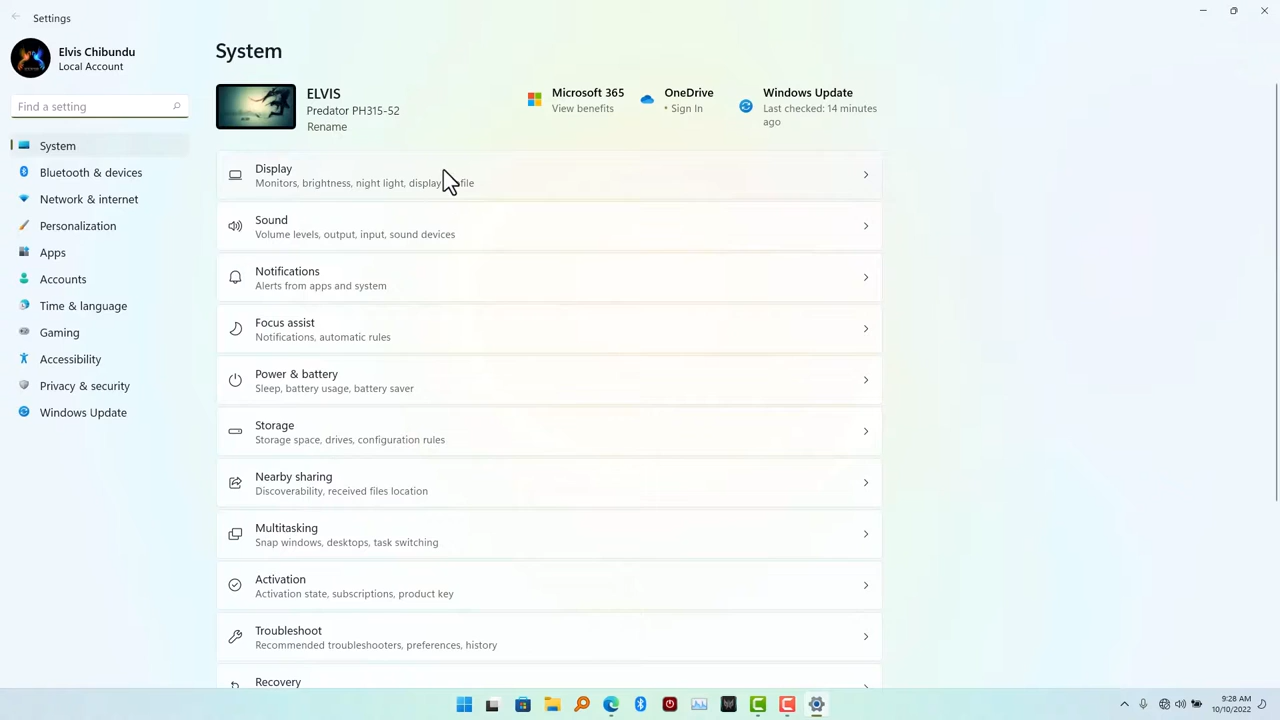 Settings
Elvis Chibundu
Local Account
Find a setting
System
Bluetooth & devices
Network & internet
Personalization
Apps
Accounts
Time & language
Gaming
Accessibility
Privacy & security
Windows Update
System
ELVIS
Predator PH315-52
Rename
Microsoft 365
View benefits
OneDrive
• Sign In
Windows Update
Last checked: 14 minutes
ago
Display
Monitors, brightness, night light, display file
Sound
Volume levels, output, input, sound devices
Notifications
Alerts from apps and system
Focus assist
Notifications, automatic rules
Power & battery
Sleep, battery usage, battery saver
Storage
Storage space, drives, configuration rules
Nearby sharing
Discoverability, received files location
Multitasking
Snap windows, desktops, task switching
Activation
Activation state, subscriptions, product key
Troubleshoot
Recommended troubleshooters, preferences, history
Recovery
9:28 AM
10/10/2022